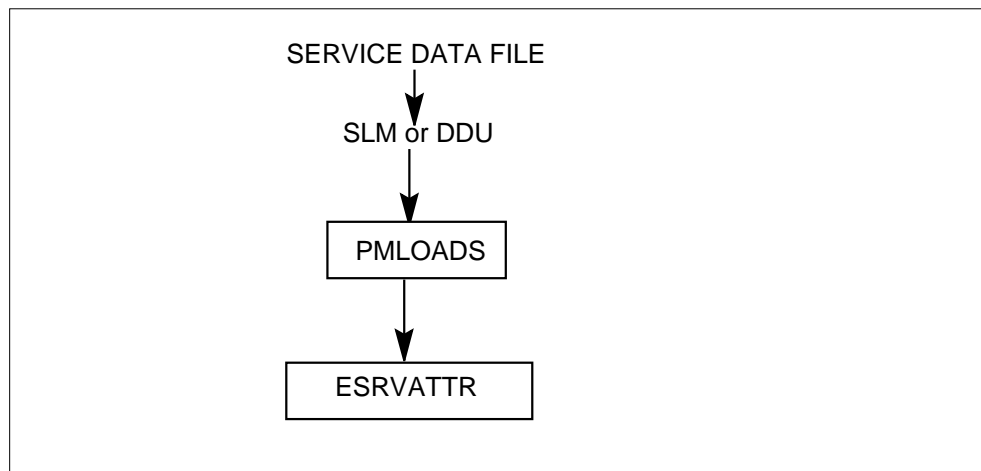 SERVICE DATA FILE
SLM or DDU
PMLOADS
ESRVATTR